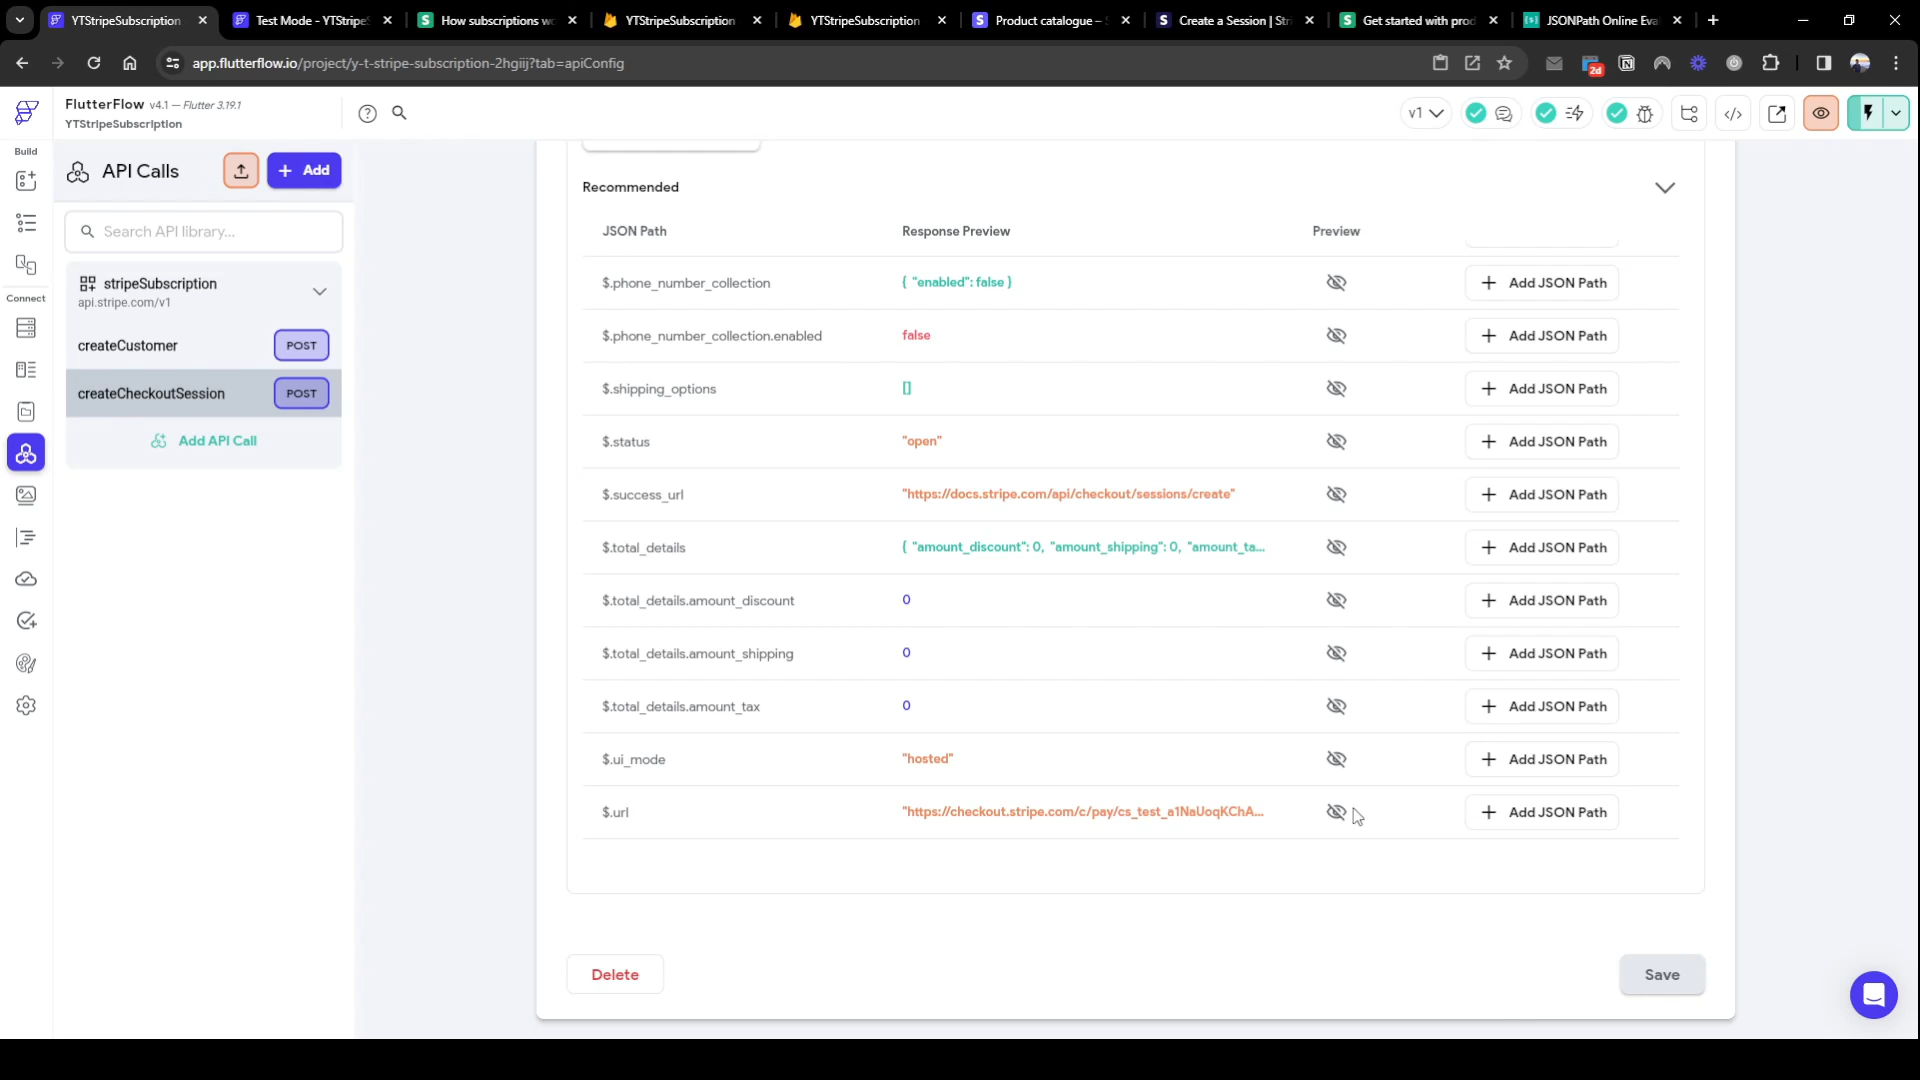 YTStripeSubscription
Test Mode - YTStripeS
How subscriptions wo
YTStripeSubscription
YTStripeSubscription
Product catalogue – S
Create a Session | Stri
Get started with prod
JSONPath Online Eva
app.flutterflow.io/project/y-t-stripe-subscription-2hgiij?tab=apiConfig
2d
FlutterFlow v4.1 — Flutter 3.19.1
YTStripeSubscription
v1
Build
API Calls
Add
Search API library...
stripeSubscription
api.stripe.com/v1
Connect
createCustomer POST
createCheckoutSession POST
Add API Call
Recommended
JSON Path Response Preview Preview
$.phone_number_collection { "enabled": false } Add JSON Path
$.phone_number_collection.enabled false Add JSON Path
$.shipping_options [] Add JSON Path
$.status "open" Add JSON Path
$.success_url "https://docs.stripe.com/api/checkout/sessions/create" Add JSON Path
$.total_details { "amount_discount": 0, "amount_shipping": 0, "amount_ta... Add JSON Path
$.total_details.amount_discount 0 Add JSON Path
$.total_details.amount_shipping 0 Add JSON Path
$.total_details.amount_tax 0 Add JSON Path
$.ui_mode "hosted" Add JSON Path
$.url "https://checkout.stripe.com/c/pay/cs_test_a1NaUoqKChA... Add JSON Path
Delete
Save